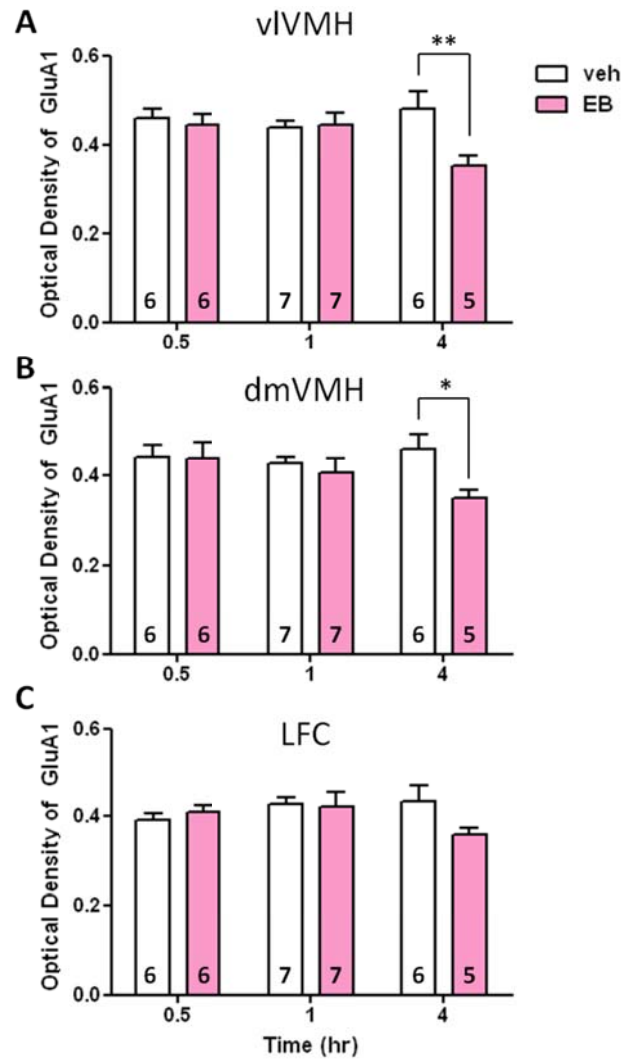 A
vlVMH
**
veh
EB
Optical Density of GluA1
0.6
0.4
0.2
0.0
6 6 7 7 6 5
0.5 1 4
B
dmVMH
*
Optical Density of GluA1
0.6
0.4
0.2
0.0
6 6 7 7 6 5
0.5 1 4
C
LFC
Optical Density of GluA1
0.6
0.4
0.2
0.0
6 6 7 7 6 5
0.5 1 4
Time (hr)